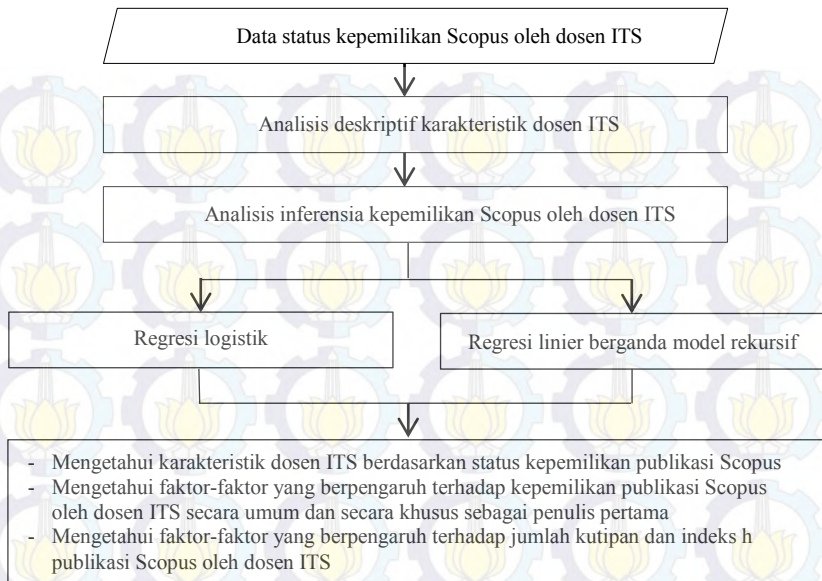 Data status kepemilikan Scopus oleh dosen ITS
Analisis deskriptif karakteristik dosen ITS
Analisis inferensia kepemilikan Scopus oleh dosen ITS
Regresi logistik
Regresi linier berganda model rekursif
- Mengetahui karakteristik dosen ITS berdasarkan status kepemilikan publikasi Scopus
- Mengetahui faktor-faktor yang berpengaruh terhadap kepemilikan publikasi Scopus
oleh dosen ITS secara umum dan secara khusus sebagai penulis pertama
- Mengetahui faktor-faktor yang berpengaruh terhadap jumlah kutipan dan indeks h
publikasi Scopus oleh dosen ITS